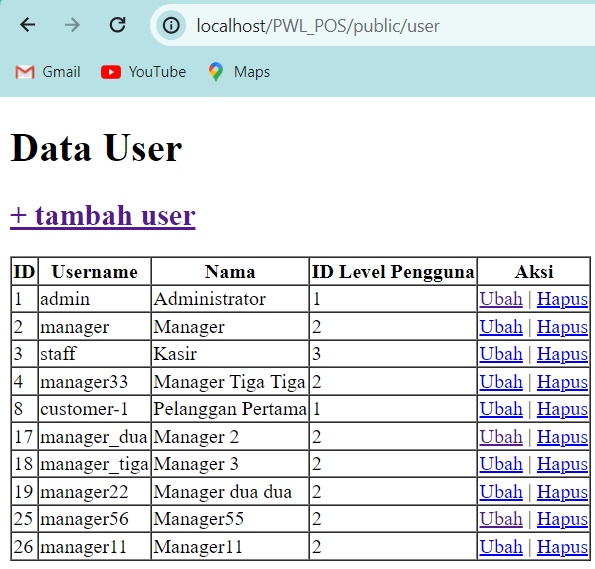 localhost/PWL_POS/public/user
Gmail YouTube Maps
Data User
+ tambah user
ID Username Nama ID Level Pengguna Aksi
1 admin Administrator 1 Ubah | Hapus
2 manager Manager 2 Ubah | Hapus
3 staff Kasir 3 Ubah | Hapus
4 manager33 Manager Tiga Tiga 2 Ubah | Hapus
8 customer-1 Pelanggan Pertama 1 Ubah | Hapus
17 manager_dua Manager 2 2 Ubah | Hapus
18 manager_tiga Manager 3 2 Ubah | Hapus
19 manager22 Manager dua dua 2 Ubah | Hapus
25 manager56 Manager55 2 Ubah | Hapus
26 manager11 Manager11 2 Ubah | Hapus